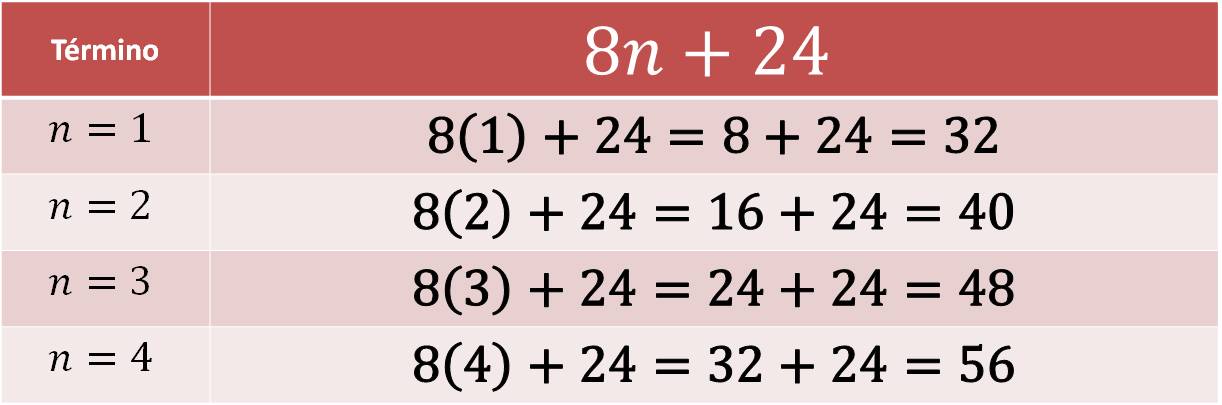 Término 8n + 24
n = 1 8(1) + 24 = 8 + 24 = 32
n = 2 8(2) + 24 = 16 + 24 = 40
n = 3 8(3) + 24 = 24 + 24 = 48
n = 4 8(4) + 24 = 32 + 24 = 56